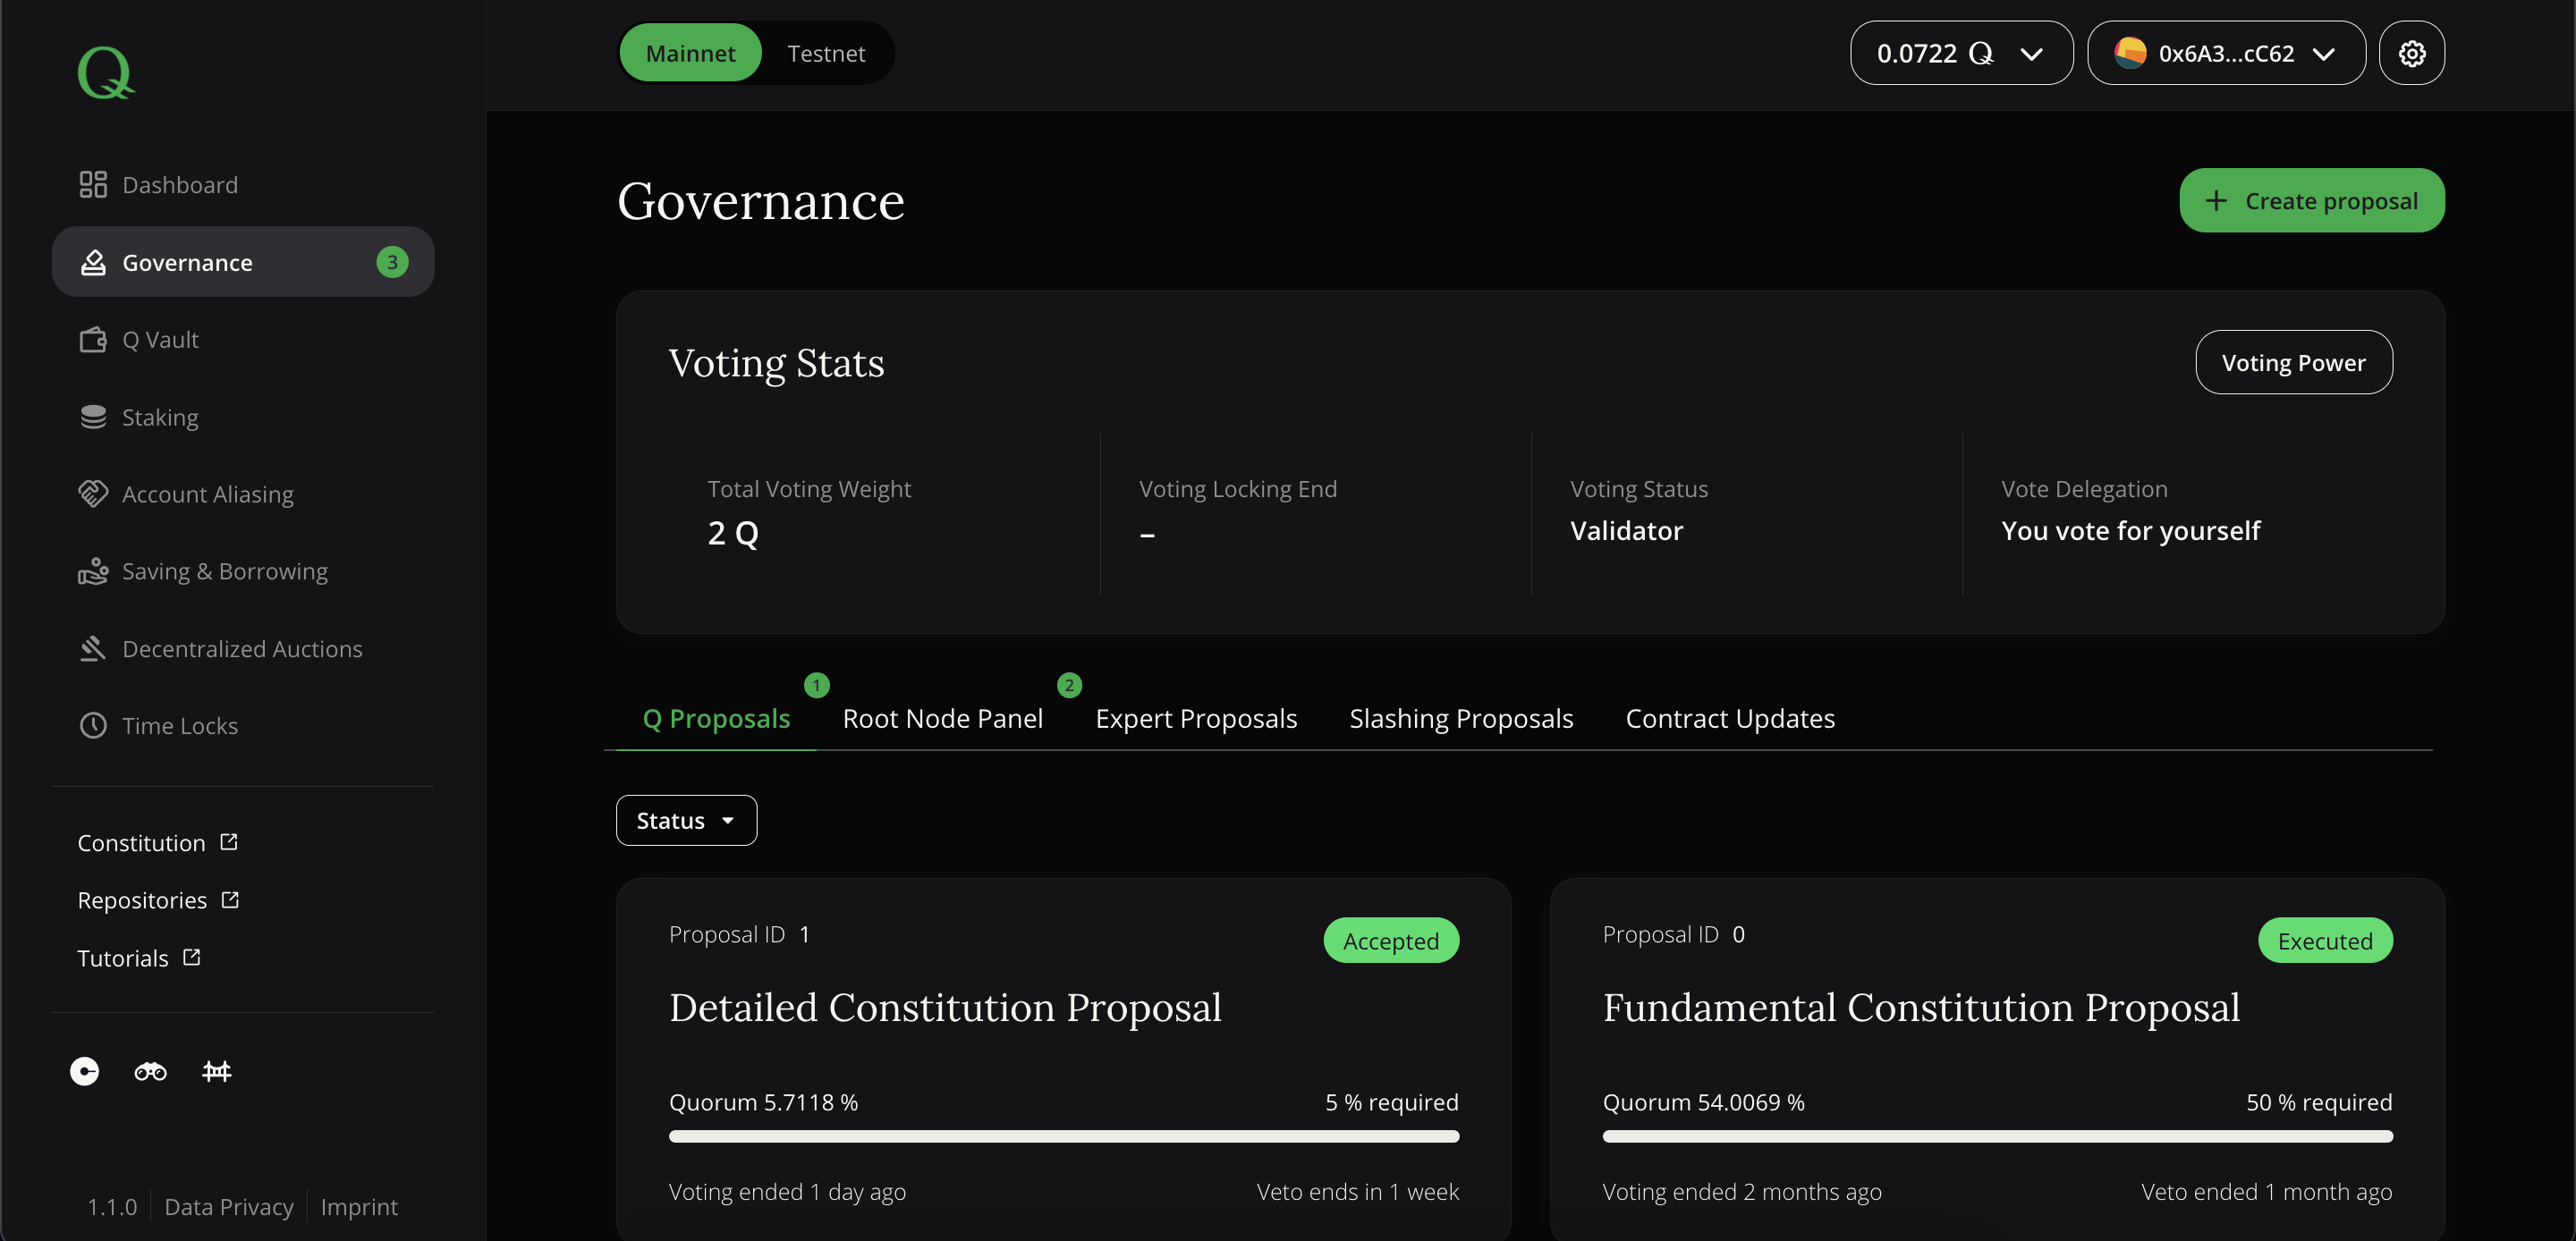 Q
Mainnet
Testnet
0.0722 Q
0x6A3...cC62
Dashboard
Governance
3
Q Vault
Staking
Account Aliasing
Saving & Borrowing
Decentralized Auctions
Time Locks
Constitution
Repositories
Tutorials
1.1.0
Data Privacy
Imprint
Governance
+ Create proposal
Voting Stats
Voting Power
Total Voting Weight
2 Q
Voting Locking End
–
Voting Status
Validator
Vote Delegation
You vote for yourself
Q Proposals
1
Root Node Panel
2
Expert Proposals
Slashing Proposals
Contract Updates
Status
Proposal ID 1
Accepted
Detailed Constitution Proposal
Quorum 5.7118 %
5 % required
Voting ended 1 day ago
Veto ends in 1 week
Proposal ID 0
Executed
Fundamental Constitution Proposal
Quorum 54.0069 %
50 % required
Voting ended 2 months ago
Veto ended 1 month ago